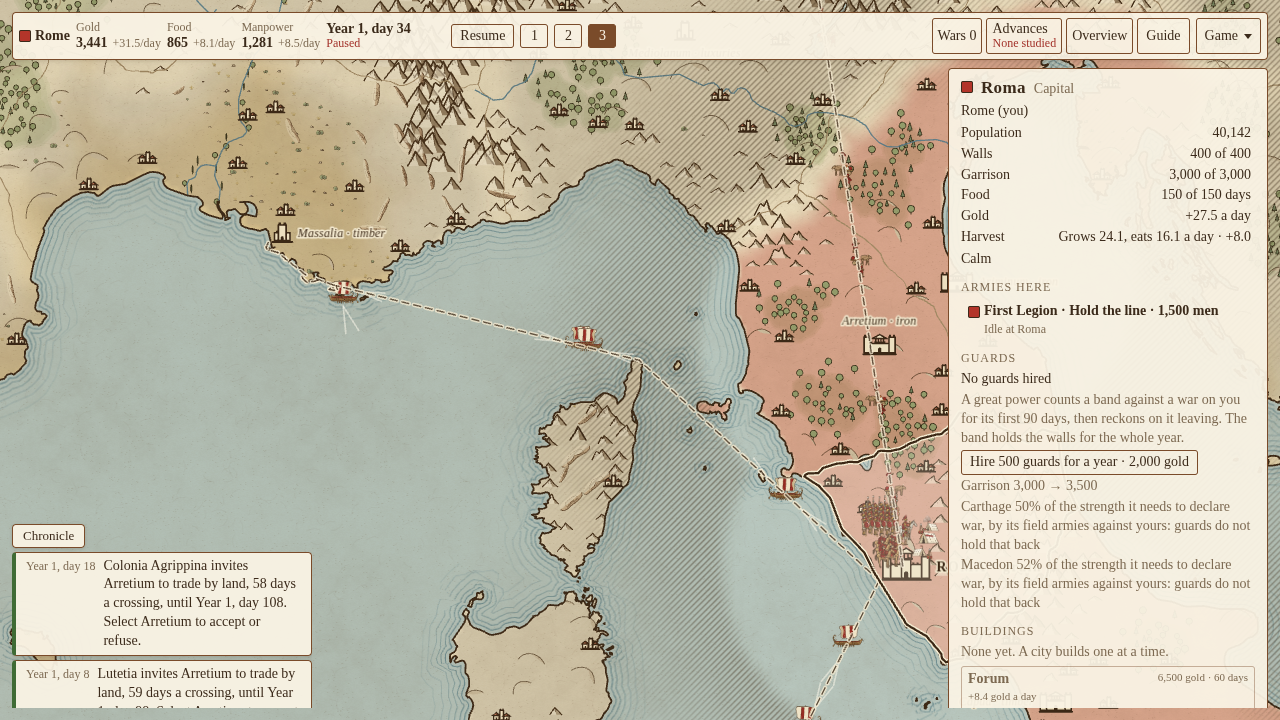 Rome
Gold
3,441 +31.5/day
Food
865 +8.1/day
Manpower
1,281 +8.5/day
Year 1, day 34
Paused
Resume
1
2
3
Wars 0
Advances
None studied
Overview
Guide
Game
Roma Capital
Rome (you)
Population 40,142
Walls 400 of 400
Garrison 3,000 of 3,000
Food 150 of 150 days
Gold +27.5 a day
Harvest Grows 24.1, eats 16.1 a day · +8.0
Calm
ARMIES HERE
First Legion · Hold the line · 1,500 men
Idle at Roma
GUARDS
No guards hired
A great power counts a band against a war on you
for its first 90 days, then reckons on it leaving. The
band holds the walls for the whole year.
Hire 500 guards for a year · 2,000 gold
Garrison 3,000 → 3,500
Carthage 50% of the strength it needs to declare
war, by its field armies against yours: guards do not
hold that back
Macedon 52% of the strength it needs to declare
war, by its field armies against yours: guards do not
hold that back
BUILDINGS
None yet. A city builds one at a time.
Forum 6,500 gold · 60 days
+8.4 gold a day
Massalia · timber
Arretium · iron
R
Chronicle
Year 1, day 18 Colonia Agrippina invites
Arretium to trade by land, 58 days
a crossing, until Year 1, day 108.
Select Arretium to accept or
refuse.
Year 1, day 8 Lutetia invites Arretium to trade by
land, 59 days a crossing, until Year